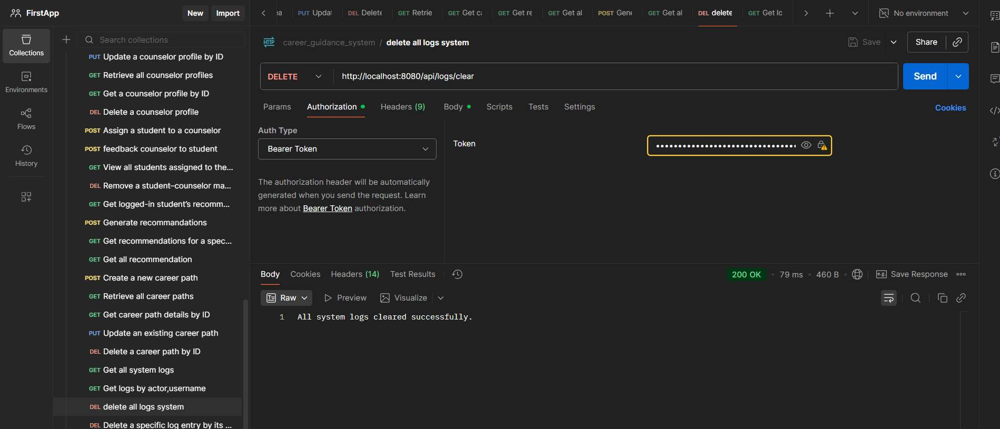 FirstApp
New
Import
PUT Updat
DEL Delete
GET Retrie
GET Get ca
GET Get re
GET Get al
POST Gene
GET Get al
DEL delete
GET Get lo
No environment
Collections
Environments
Flows
History
Search collections
PUT Update a counselor profile by ID
GET Retrieve all counselor profiles
GET Get a counselor profile by ID
DEL Delete a counselor profile
POST Assign a student to a counselor
POST feedback counselor to student
GET View all students assigned to the...
DEL Remove a student–counselor ma...
GET Get logged-in student’s recomm...
POST Generate recommandations
GET Get recommendations for a spec...
GET Get all recommendation
POST Create a new career path
GET Retrieve all career paths
GET Get career path details by ID
PUT Update an existing career path
DEL Delete a career path by ID
GET Get all system logs
GET Get logs by actor,username
DEL delete all logs system
DEL Delete a specific log entry by its ...
HTTP career_guidance_system / delete all logs system
Save
Share
DELETE http://localhost:8080/api/logs/clear
Send
Params Authorization Headers (9) Body Scripts Tests Settings
Cookies
Auth Type
Bearer Token
The authorization header will be automatically
generated when you send the request. Learn
more about Bearer Token authorization.
Token
Body Cookies Headers (14) Test Results
200 OK • 79 ms • 460 B •
e.g. Save Response
Raw Preview Visualize
1 All system logs cleared successfully.